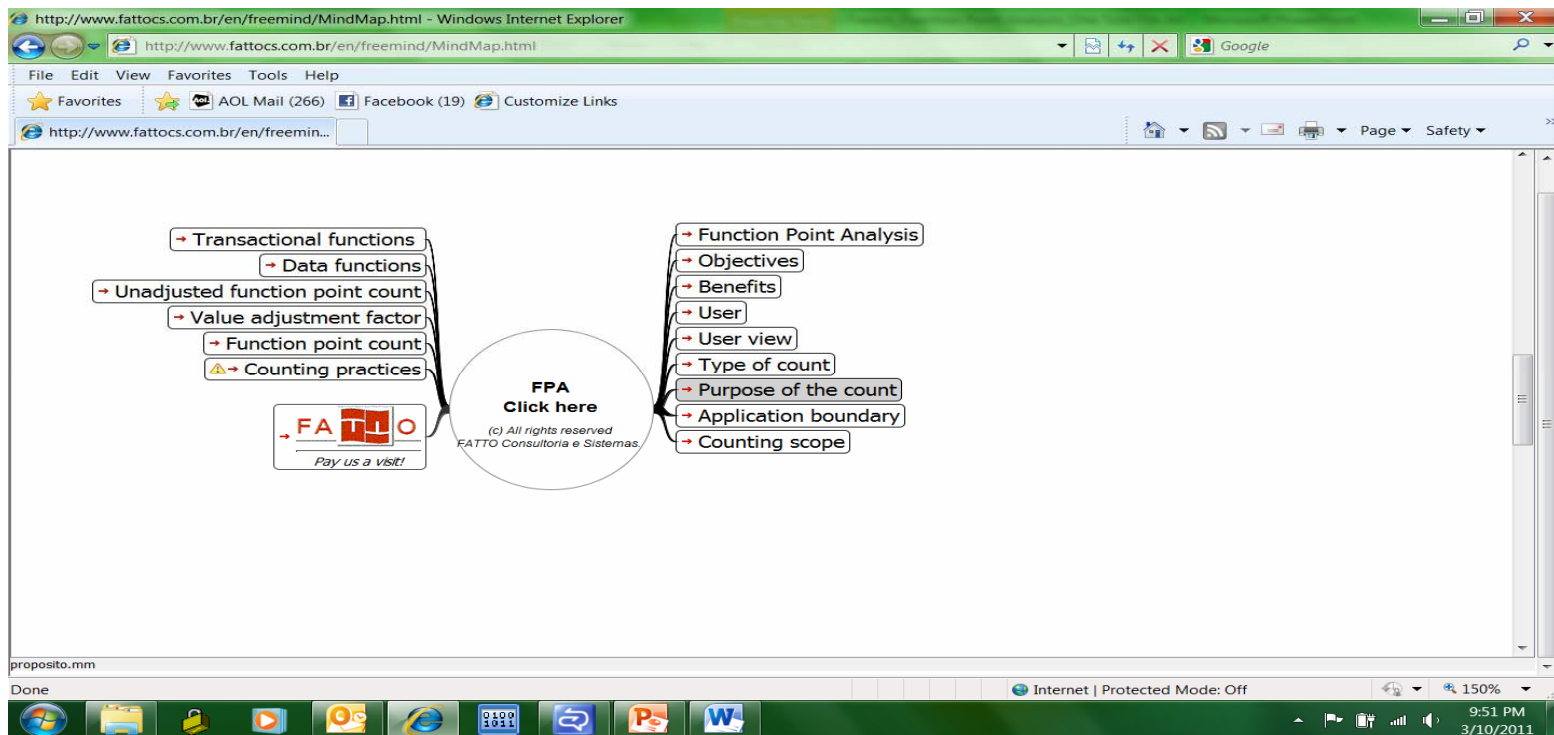 http://www.fattocs.com.br/en/freemind/MindMap.html - Windows Internet Explorer
http://www.fattocs.com.br/en/freemind/MindMap.html
Google
File Edit View Favorites Tools Help
Favorites AOL Mail (266) Facebook (19) Customize Links
http://www.fattocs.com.br/en/freemin...
Page Safety
Transactional functions
Data functions
Unadjusted function point count
Value adjustment factor
Function point count
Counting practices
FATTO
Pay us a visit!
FPA
Click here
(c) All rights reserved
FATTO Consultoria e Sistemas.
Function Point Analysis
Objectives
Benefits
User
User view
Type of count
Purpose of the count
Application boundary
Counting scope
proposito.mm
Done
Internet | Protected Mode: Off
150%
0100
1011
9:51 PM
3/10/2011